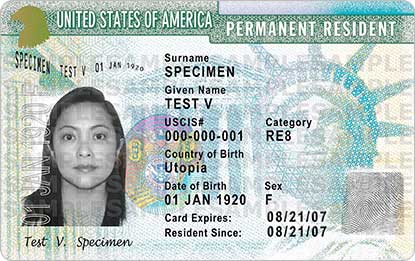 UNITED STATES OF AMERICA
PERMANENT RESIDENT
SPECIMEN TEST V 01 JAN 1920
Surname
SPECIMEN
Given Name
TEST V
USCIS# Category
000-000-001 RE8
Country of Birth
Utopia
Date of Birth Sex
01 JAN 1920 F
Card Expires: 08/21/07
Resident Since: 08/21/07
01 JAN 1920
Test V. Specimen